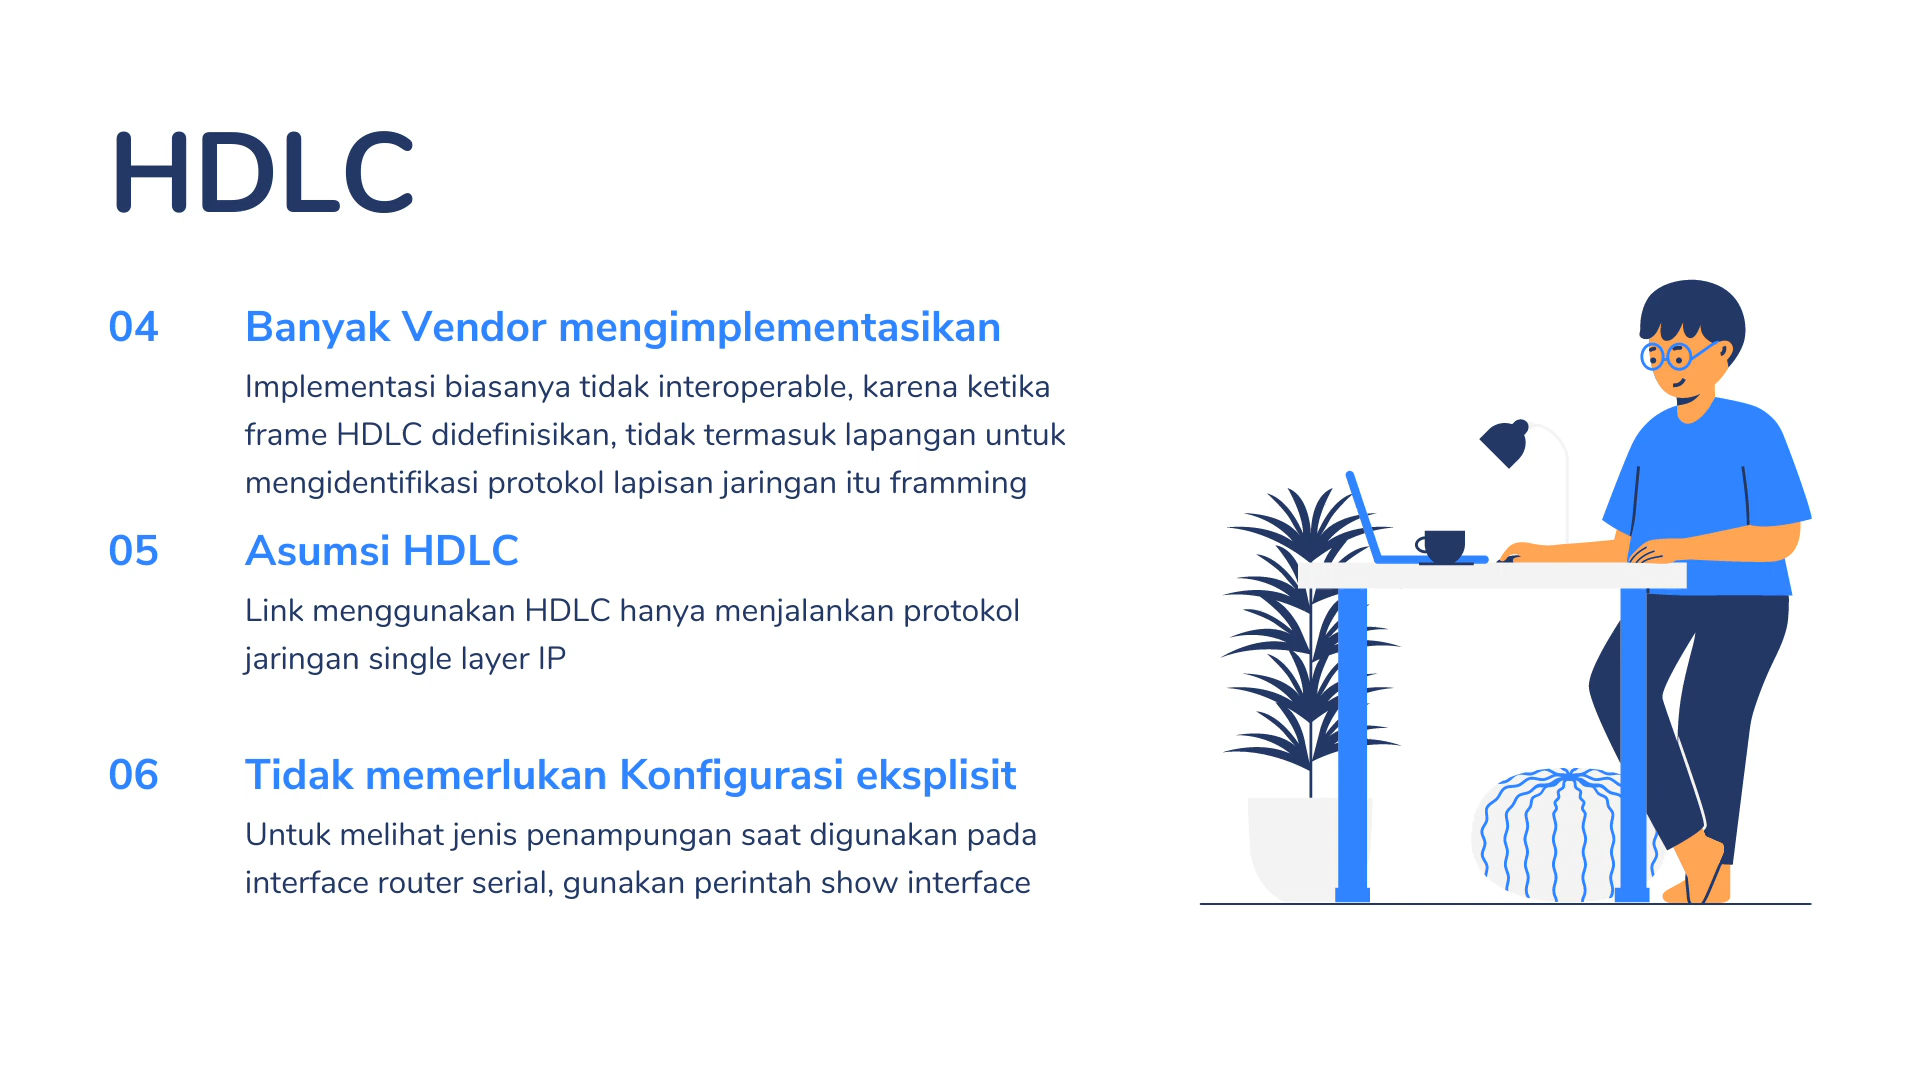 HDLC
04 Banyak Vendor mengimplementasikan
Implementasi biasanya tidak interoperable, karena ketika
frame HDLC didefinisikan, tidak termasuk lapangan untuk
mengidentifikasi protokol lapisan jaringan itu framming
05 Asumsi HDLC
Link menggunakan HDLC hanya menjalankan protokol
jaringan single layer IP
06 Tidak memerlukan Konfigurasi eksplisit
Untuk melihat jenis penampungan saat digunakan pada
interface router serial, gunakan perintah show interface